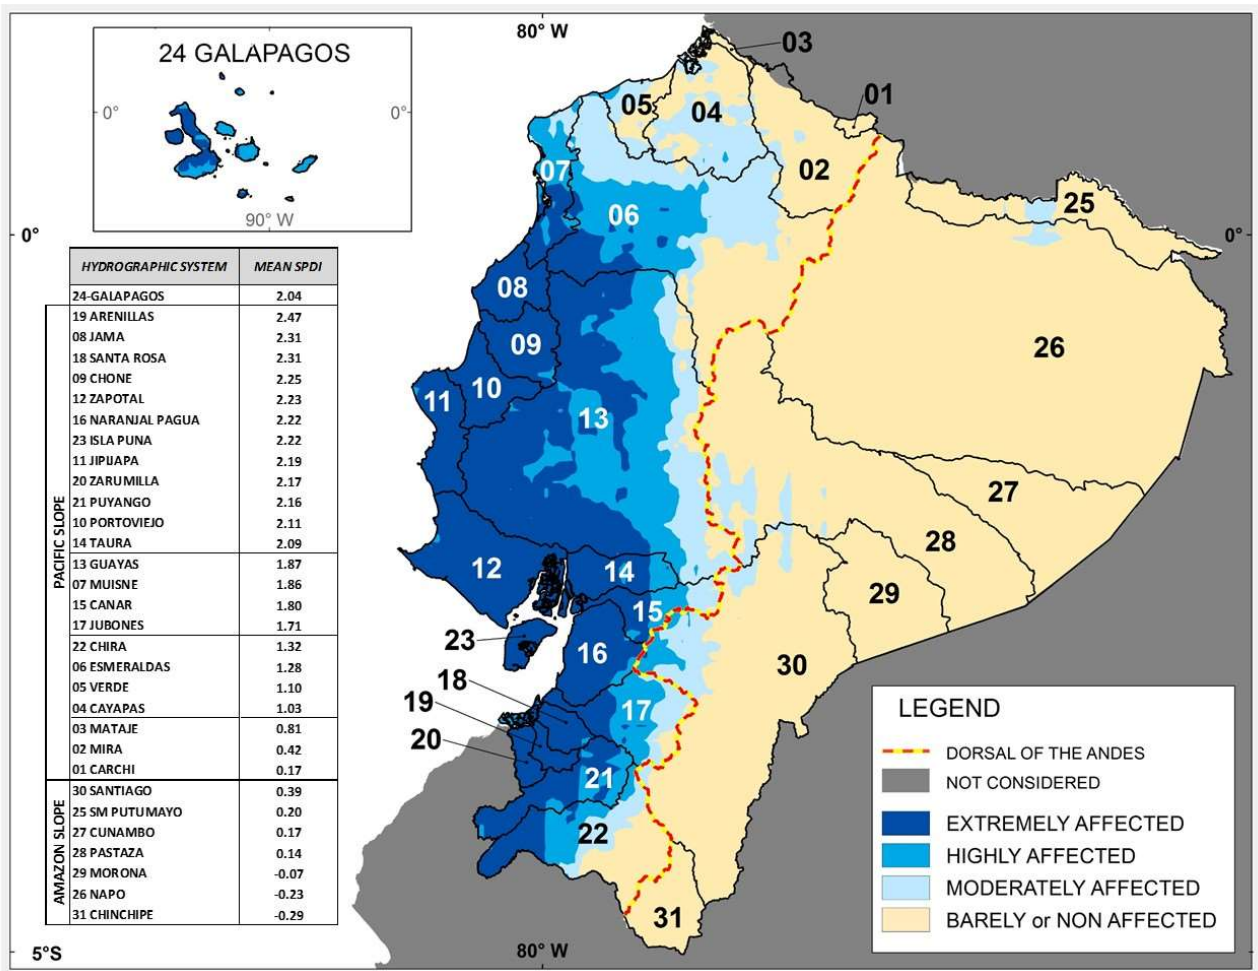 24 GALAPAGOS
0°
0°
90° W
80° W
03
01
05
04
02
07
06
25
0°
0°
08
09
26
10
11
13
27
28
12
14
29
15
23
16
30
18
17
19
20
21
22
31
5°S
80° W
HYDROGRAPHIC SYSTEM MEAN SPDI
24-GALAPAGOS 2.04
PACIFIC SLOPE
19 ARENILLAS 2.47
08 JAMA 2.31
18 SANTA ROSA 2.31
09 CHONE 2.25
12 ZAPOTAL 2.23
16 NARANJAL PAGUA 2.22
23 ISLA PUNA 2.22
11 JIPIJAPA 2.19
20 ZARUMILLA 2.17
21 PUYANGO 2.16
10 PORTOVIEJO 2.11
14 TAURA 2.09
13 GUAYAS 1.87
07 MUISNE 1.86
15 CANAR 1.80
17 JUBONES 1.71
22 CHIRA 1.32
06 ESMERALDAS 1.28
05 VERDE 1.10
04 CAYAPAS 1.03
03 MATAJE 0.81
02 MIRA 0.42
01 CARCHI 0.17
AMAZON SLOPE
30 SANTIAGO 0.39
25 SM PUTUMAYO 0.20
27 CUNAMBO 0.17
28 PASTAZA 0.14
29 MORONA -0.07
26 NAPO -0.23
31 CHINCHIPE -0.29
LEGEND
DORSAL OF THE ANDES
NOT CONSIDERED
EXTREMELY AFFECTED
HIGHLY AFFECTED
MODERATELY AFFECTED
BARELY or NON AFFECTED